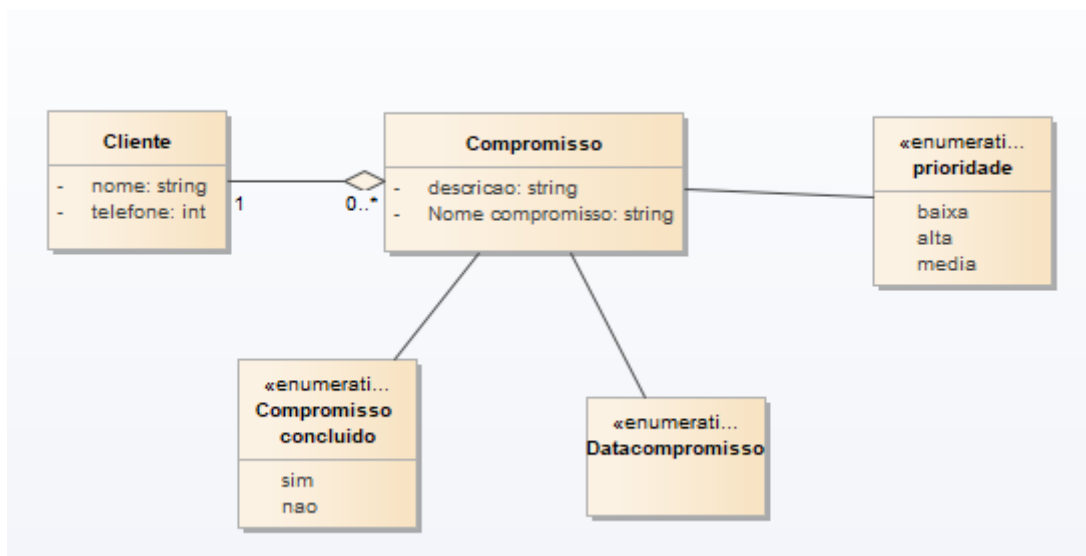 Cliente
- nome: string
- telefone: int
1
0..*
Compromisso
- descricao: string
- Nome compromisso: string
«enumerati...
prioridade
baixa
alta
media
«enumerati...
Compromisso
concluido
sim
nao
«enumerati...
Datacompromisso